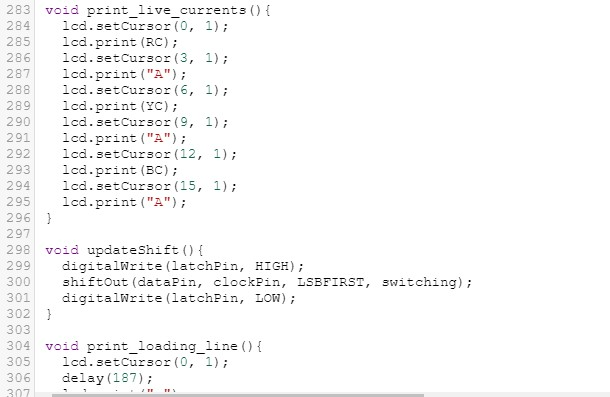 283 void print_live_currents(){
284   lcd.setCursor(0, 1);
285   lcd.print(RC);
286   lcd.setCursor(3, 1);
287   lcd.print("A");
288   lcd.setCursor(6, 1);
289   lcd.print(YC);
290   lcd.setCursor(9, 1);
291   lcd.print("A");
292   lcd.setCursor(12, 1);
293   lcd.print(BC);
294   lcd.setCursor(15, 1);
295   lcd.print("A");
296 }
297
298 void updateShift(){
299   digitalWrite(latchPin, HIGH);
300   shiftOut(dataPin, clockPin, LSBFIRST, switching);
301   digitalWrite(latchPin, LOW);
302 }
303
304 void print_loading_line(){
305   lcd.setCursor(0, 1);
306   delay(187);
307